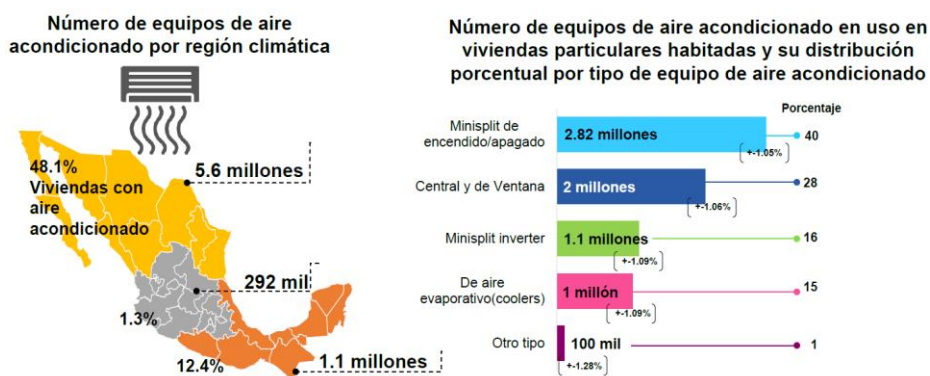 Número de equipos de aire
acondicionado por región climática
48.1%
Viviendas con
aire
acondicionado
5.6 millones
292 mil
1.3%
12.4%
1.1 millones
Número de equipos de aire acondicionado en uso en
viviendas particulares habitadas y su distribución
porcentual por tipo de equipo de aire acondicionado
Porcentaje
Minisplit de
encendido/apagado
2.82 millones
+-1.05%
40
Central y de Ventana
2 millones
+-1.06%
28
Minisplit inverter
1.1 millones
+-1.09%
16
De aire
evaporativo(coolers)
1 millón
+-1.09%
15
Otro tipo
100 mil
+-1.28%
1